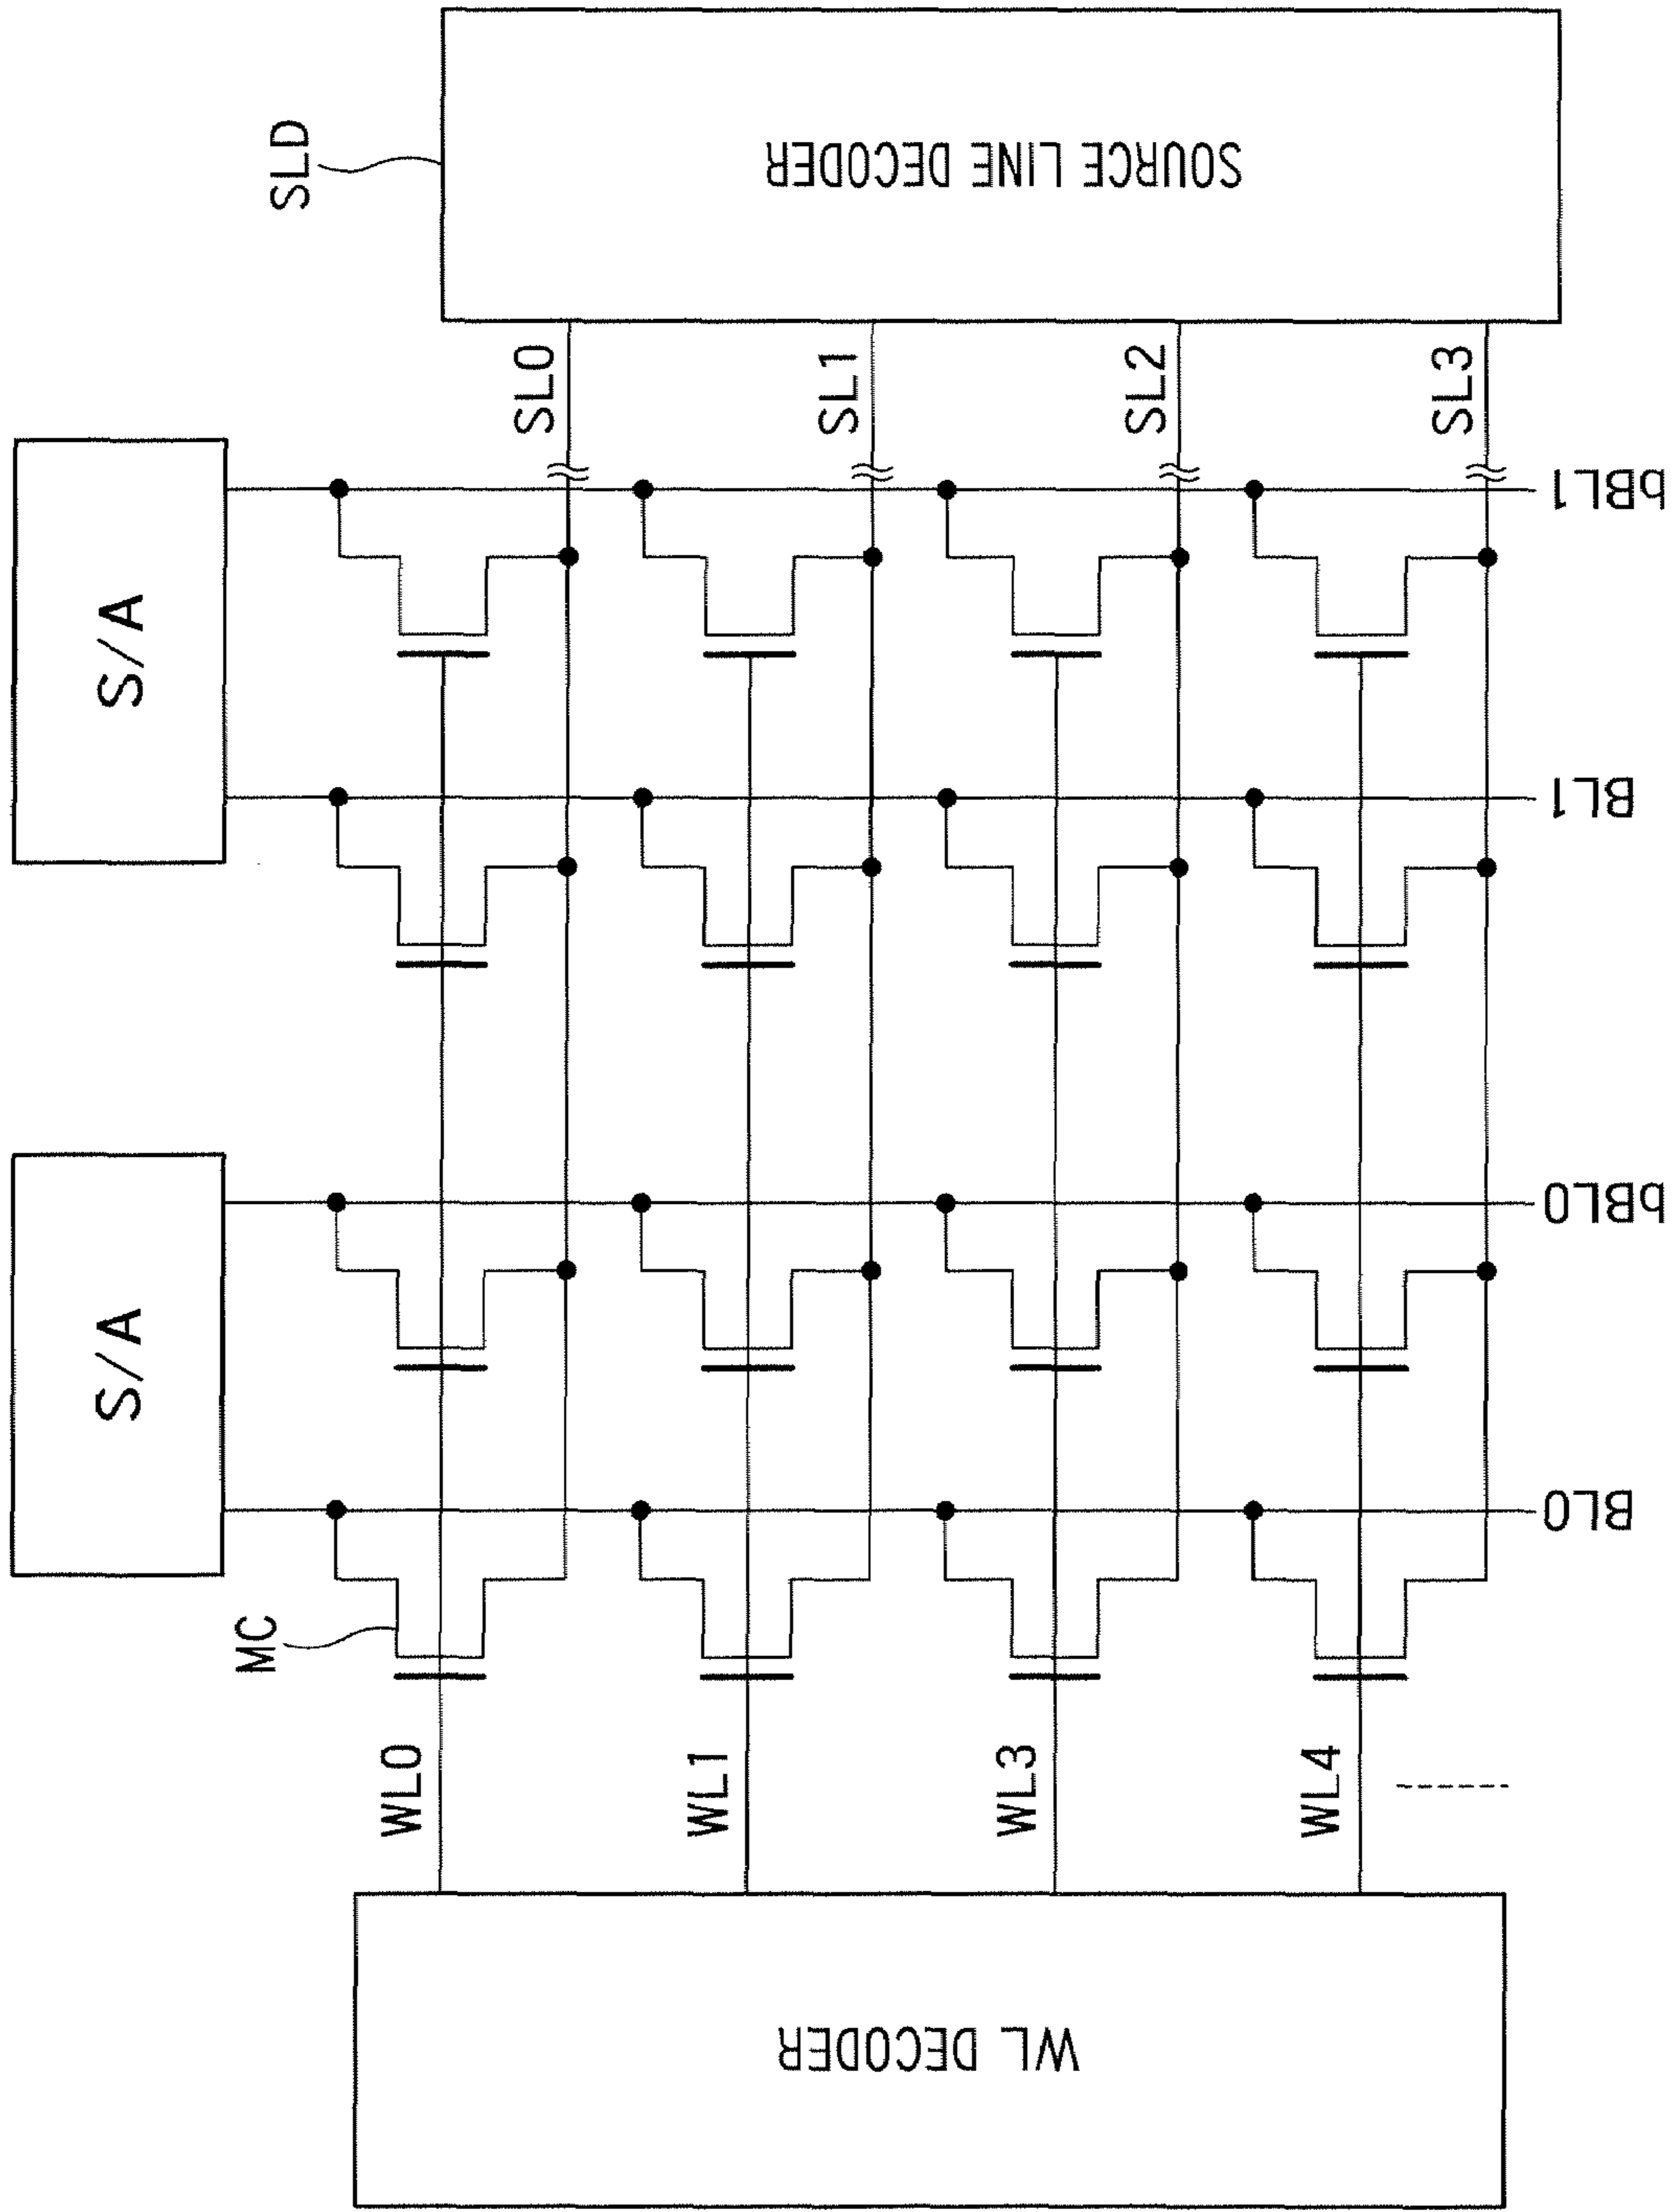 SLD
SOURCE LINE DECODER
SL0
SL1
SL2
SL3
S/A
S/A
bBL1
BL1
bBL0
BL0
MC
WL0
WL1
WL3
WL4
WL DECODER